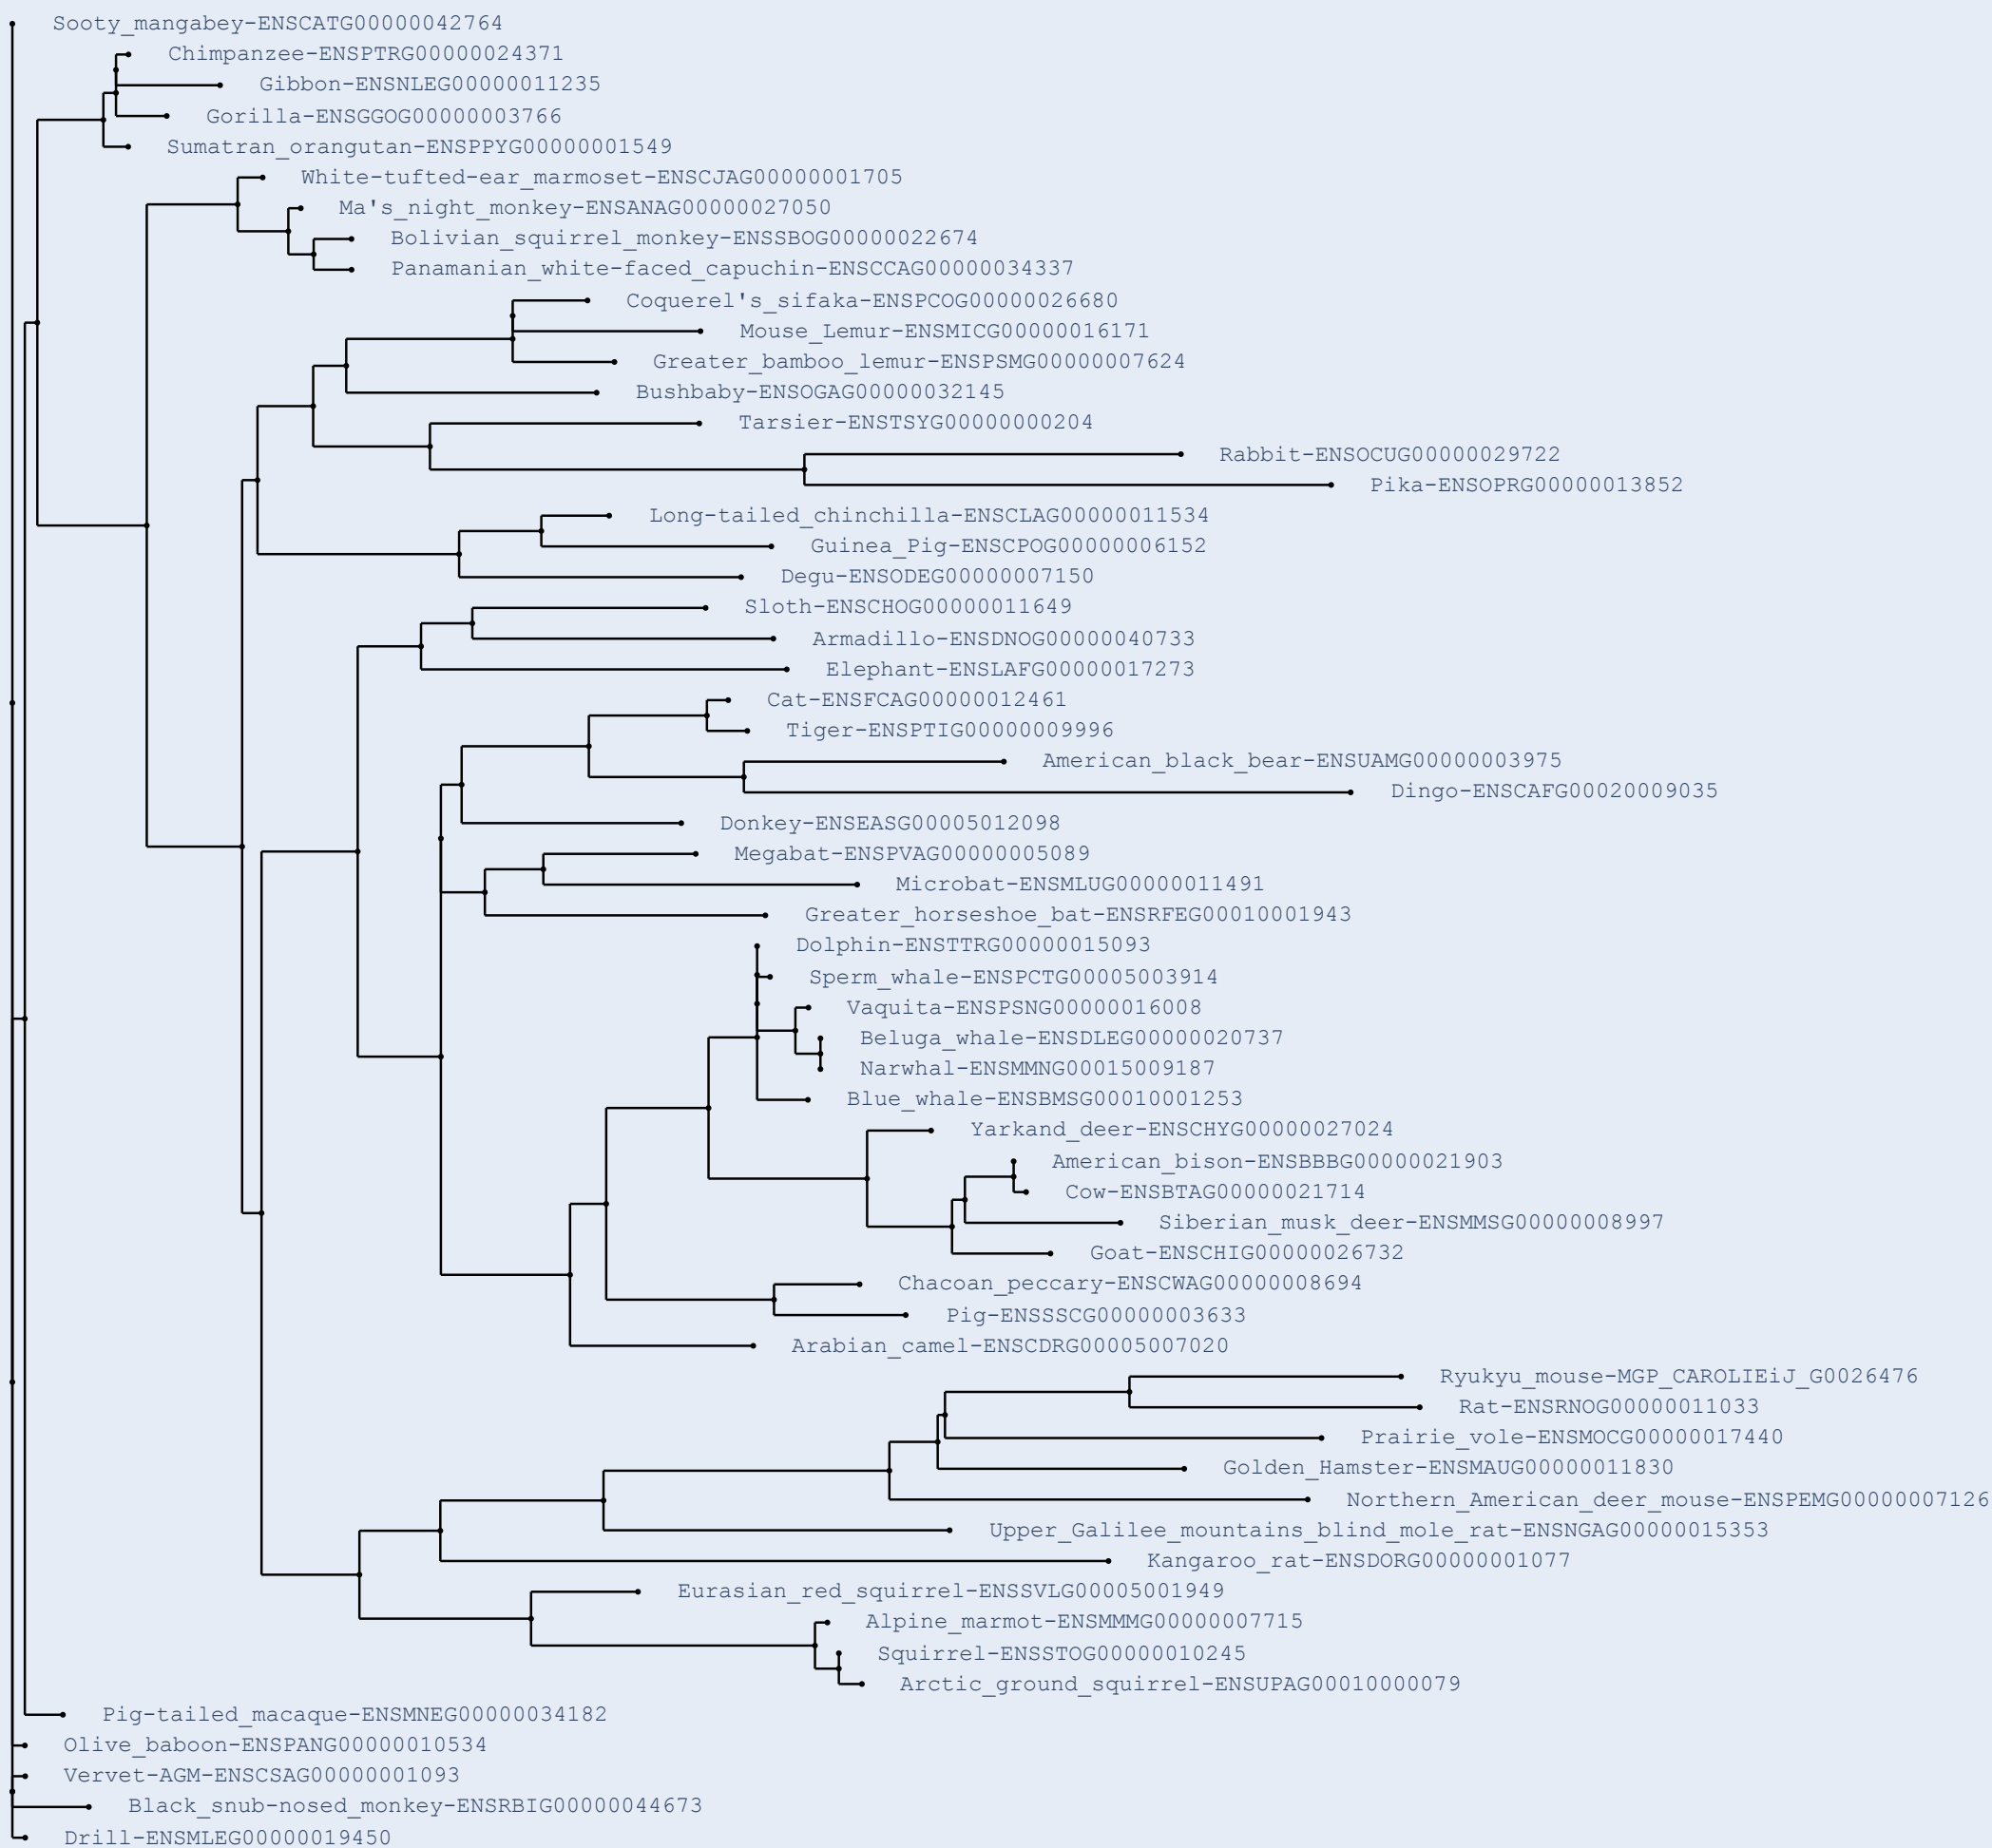 Sooty_mangabey-ENSCATG00000042764
Chimpanzee-ENSPTRG00000024371
Gibbon-ENSNLEG00000011235
Gorilla-ENSGGOG00000003766
Sumatran_orangutan-ENSPPYG00000001549
White-tufted-ear_marmoset-ENSCJAG00000001705
Ma's_night_monkey-ENSANAG00000027050
Bolivian_squirrel_monkey-ENSSBOG00000022674
Panamanian_white-faced_capuchin-ENSCCAG00000034337
Coquerel's_sifaka-ENSPCOG00000026680
Mouse_Lemur-ENSMICG00000016171
Greater_bamboo_lemur-ENSPSMG00000007624
Bushbaby-ENSOGAG00000032145
Tarsier-ENSTSYG00000000204
Rabbit-ENSOCUG00000029722
Pika-ENSOPRG00000013852
Long-tailed_chinchilla-ENSCLAG00000011534
Guinea_Pig-ENSCPOG00000006152
Degu-ENSODEG00000007150
Sloth-ENSCHOG00000011649
Armadillo-ENSDNOG00000040733
Elephant-ENSLAFG00000017273
Cat-ENSFCAG00000012461
Tiger-ENSPTIG00000009996
American_black_bear-ENSUAMG00000003975
Dingo-ENSCAFG00020009035
Donkey-ENSEASG00005012098
Megabat-ENSPVAG00000005089
Microbat-ENSMLUG00000011491
Greater_horseshoe_bat-ENSRFEG00010001943
Dolphin-ENSTTRG00000015093
Sperm_whale-ENSPCTG00005003914
Vaquita-ENSPSNG00000016008
Beluga_whale-ENSDLEG00000020737
Narwhal-ENSMMNG00015009187
Blue_whale-ENSBMSG00010001253
Yarkand_deer-ENSCHYG00000027024
American_bison-ENSBBBG00000021903
Cow-ENSBTAG00000021714
Siberian_musk_deer-ENSMMSG00000008997
Goat-ENSCHIG00000026732
Chacoan_peccary-ENSCWAG00000008694
Pig-ENSSSCG00000003633
Arabian_camel-ENSCDRG00005007020
Ryukyu_mouse-MGP_CAROLIEiJ_G0026476
Rat-ENSRNOG00000011033
Prairie_vole-ENSMOCG00000017440
Golden_Hamster-ENSMAUG00000011830
Northern_American_deer_mouse-ENSPEMG00000007126
Upper_Galilee_mountains_blind_mole_rat-ENSNGAG00000015353
Kangaroo_rat-ENSDORG00000001077
Eurasian_red_squirrel-ENSSVLG00005001949
Alpine_marmot-ENSMMMG00000007715
Squirrel-ENSSTOG00000010245
Arctic_ground_squirrel-ENSUPAG00010000079
Pig-tailed_macaque-ENSMNEG00000034182
Olive_baboon-ENSPANG00000010534
Vervet-AGM-ENSCSAG00000001093
Black_snub-nosed_monkey-ENSRBIG00000044673
Drill-ENSMLEG00000019450